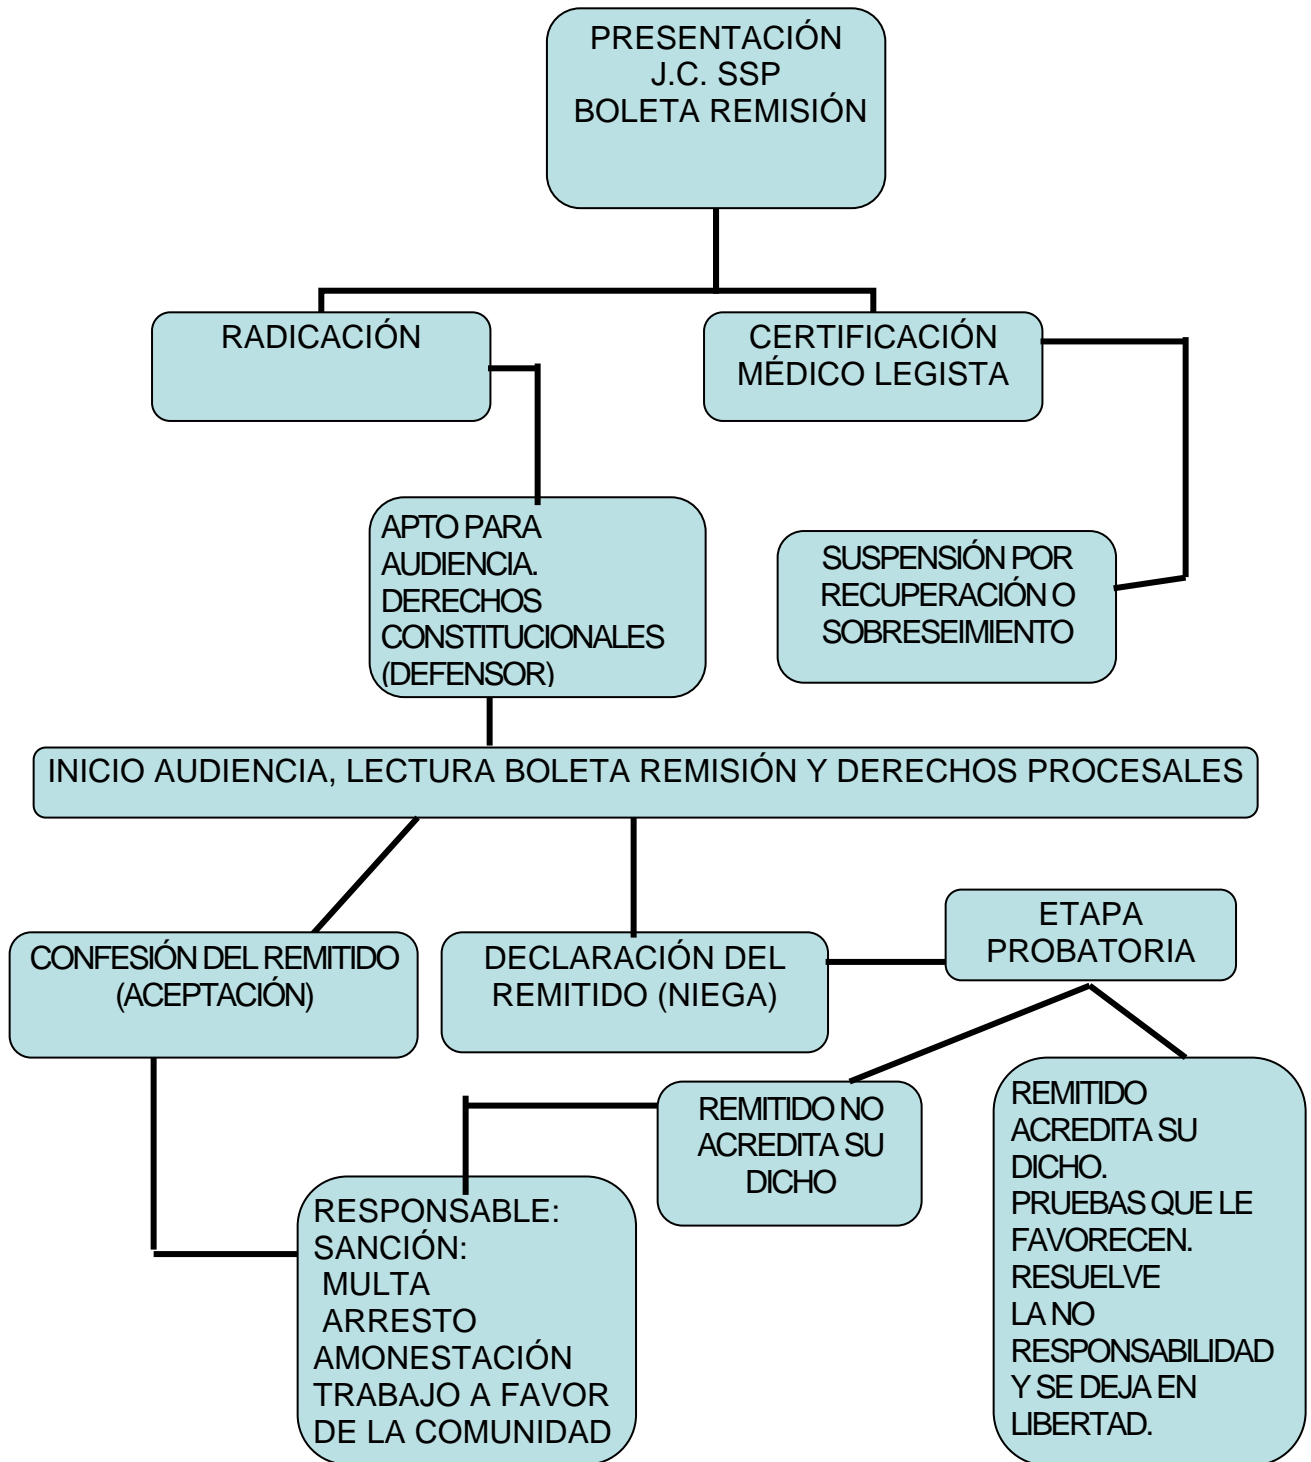 PRESENTACIÓN
J.C. SSP
BOLETA REMISIÓN
RADICACIÓN
CERTIFICACIÓN
MÉDICO LEGISTA
APTO PARA
AUDIENCIA.
DERECHOS
CONSTITUCIONALES
(DEFENSOR)
SUSPENSIÓN POR
RECUPERACIÓN O
SOBRESEIMIENTO
INICIO AUDIENCIA, LECTURA BOLETA REMISIÓN Y DERECHOS PROCESALES
CONFESIÓN DEL REMITIDO
(ACEPTACIÓN)
DECLARACIÓN DEL
REMITIDO (NIEGA)
ETAPA
PROBATORIA
REMITIDO NO
ACREDITA SU
DICHO
REMITIDO
ACREDITA SU
DICHO.
PRUEBAS QUE LE
FAVORECEN.
RESUELVE
LA NO
RESPONSABILIDAD
Y SE DEJA EN
LIBERTAD.
RESPONSABLE:
SANCIÓN:
MULTA
ARRESTO
AMONESTACIÓN
TRABAJO A FAVOR
DE LA COMUNIDAD